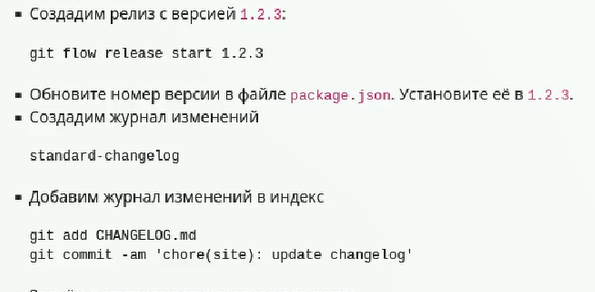 Создадим релиз с версией 1.2.3:
git flow release start 1.2.3
Обновите номер версии в файле package.json. Установите её в 1.2.3.
Создадим журнал изменений
standard-changelog
Добавим журнал изменений в индекс
git add CHANGELOG.md
git commit -am 'chore(site): update changelog'